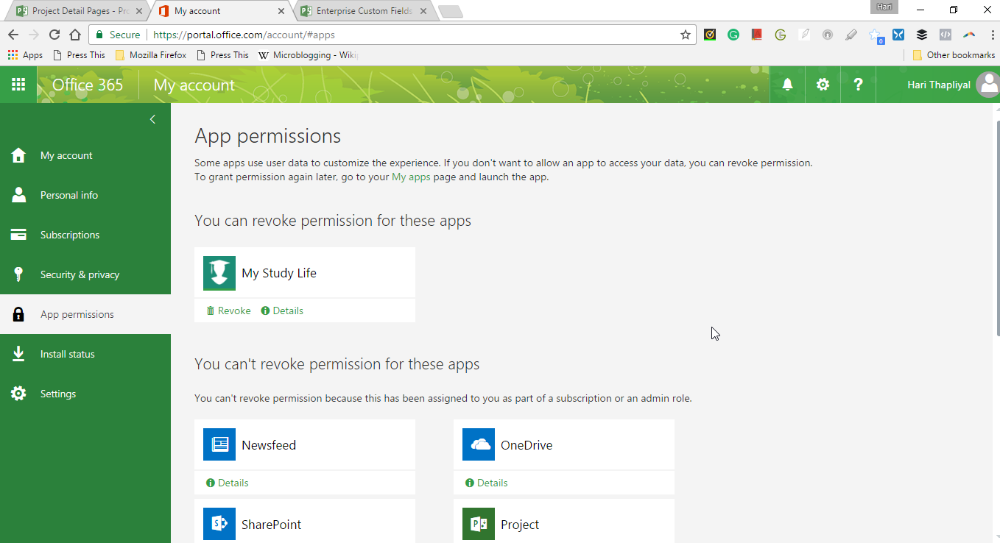 Project Detail Pages - Pro
My account
Enterprise Custom Fields
Hari
Secure
https://portal.office.com/account/#apps
0
Apps
Press This
Mozilla Firefox
Press This
W Microblogging - Wiki
Other bookmarks
Office 365
My account
?
Hari Thapliyal
My account
Personal info
Subscriptions
Security & privacy
App permissions
Install status
Settings
App permissions
Some apps use user data to customize the experience. If you don't want to allow an app to access your data, you can revoke permission.
To grant permission again later, go to your My apps page and launch the app.
You can revoke permission for these apps
My Study Life
Revoke
Details
You can't revoke permission for these apps
You can't revoke permission because this has been assigned to you as part of a subscription or an admin role.
Newsfeed
OneDrive
Details
Details
SharePoint
Project